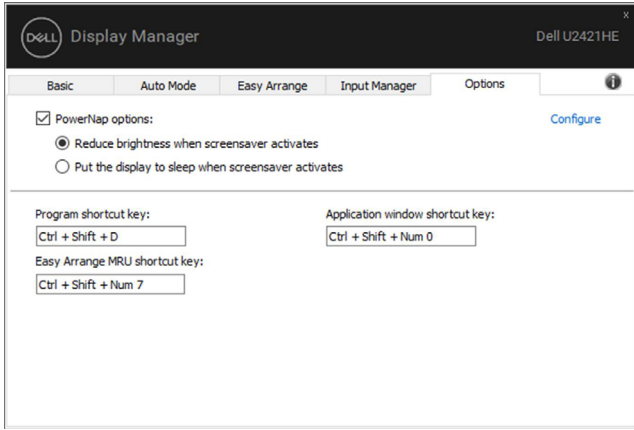 x
DELL Display Manager Dell U2421HE
Basic Auto Mode Easy Arrange Input Manager Options
PowerNap options: Configure
Reduce brightness when screensaver activates
Put the display to sleep when screensaver activates
Program shortcut key: Application window shortcut key:
Ctrl + Shift + D Ctrl + Shift + Num 0
Easy Arrange MRU shortcut key:
Ctrl + Shift + Num 7